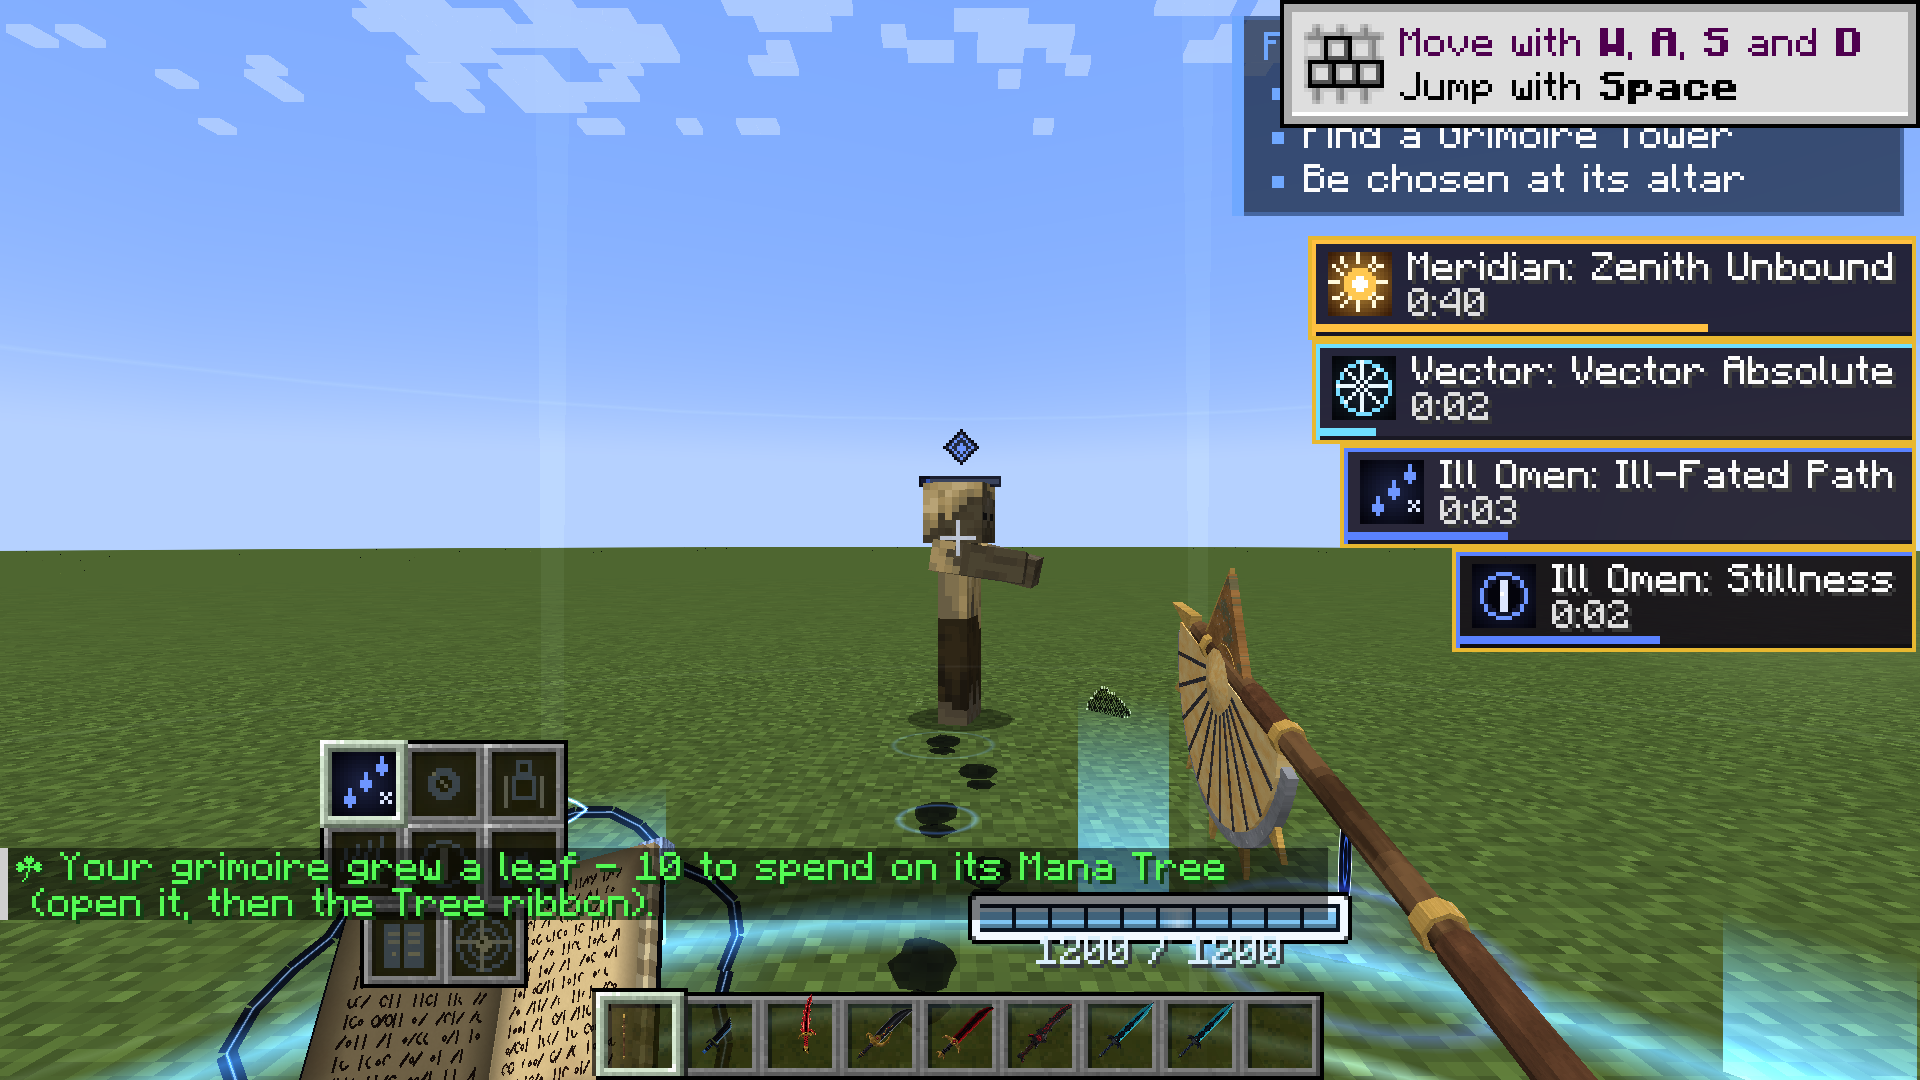 Move with W, A, S and D
Jump with Space
Find a Grimoire Tower
Be chosen at its altar
Meridian: Zenith Unbound
0:40
Vector: Vector Absolute
0:02
Ill Omen: Ill-Fated Path
0:03
Ill Omen: Stillness
0:02
Your grimoire grew a leaf – 10 to spend on its Mana Tree
(open it, then the Tree ribbon).
1200 / 1200